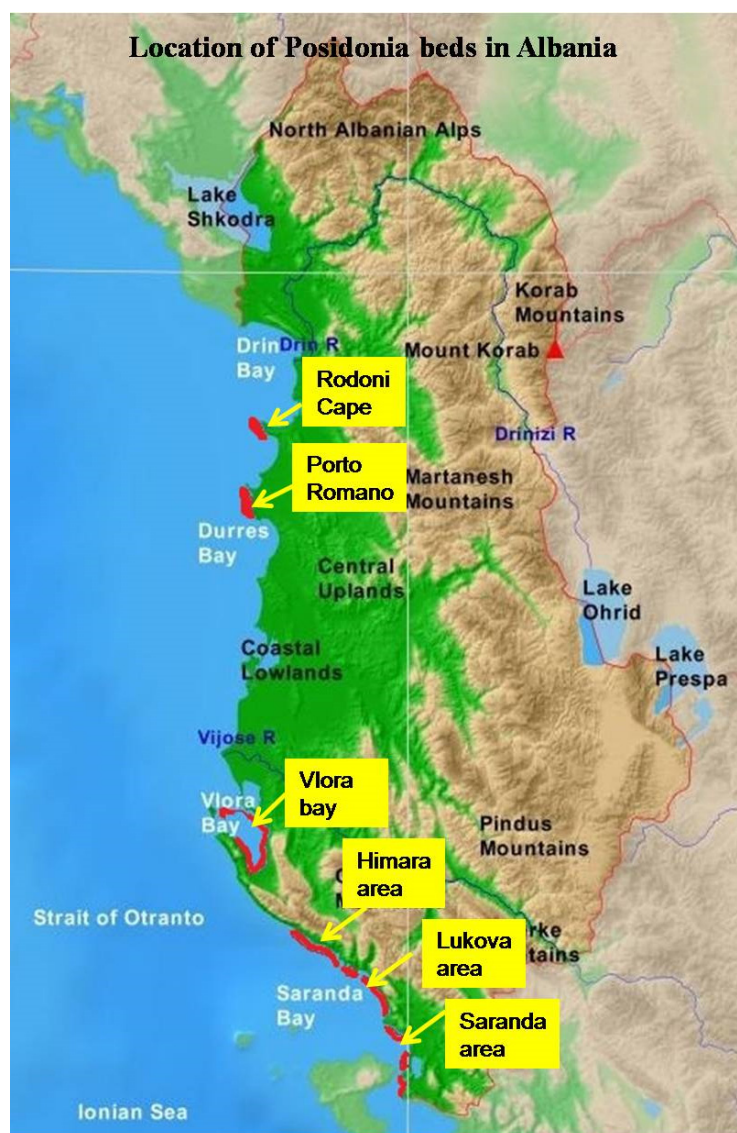 Location of Posidonia beds in Albania
North Albanian Alps
Lake
Shkodra
Korab
Mountains
Drin
Bay
Drin R
Mount Korab
Rodoni
Cape
Drinizi R
Porto
Romano
Martanesh
Mountains
Durres
Bay
Central
Uplands
Lake
Ohrid
Coastal
Lowlands
Lake
Prespa
Vijose R
Vlora
bay
Vlora
Bay
Pindus
Mountains
Himara
area
Strait of Otranto
Lukova
area
Saranda
Bay
Saranda
area
Ionian Sea